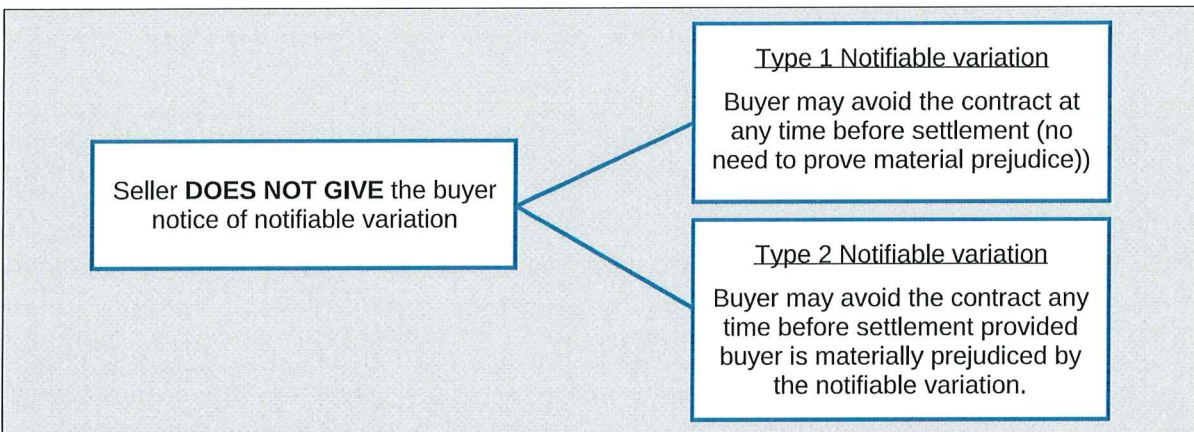 Seller DOES NOT GIVE the buyer
notice of notifiable variation
Type 1 Notifiable variation
Buyer may avoid the contract at
any time before settlement (no
need to prove material prejudice))
Type 2 Notifiable variation
Buyer may avoid the contract any
time before settlement provided
buyer is materially prejudiced by
the notifiable variation.